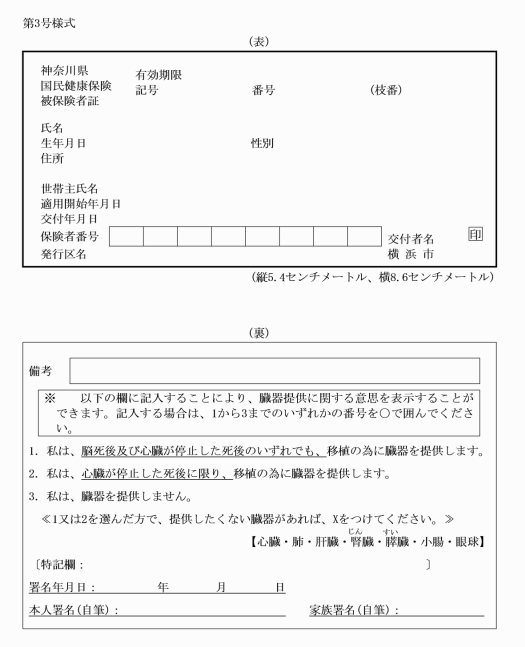 第3号様式
(表)
神奈川県
国民健康保険
被保険者証
有効期限
記号 番号 (枝番)
氏名
生年月日 性別
住所
世帯主氏名
適用開始年月日
交付年月日
保険者番号 交付者名 印
発行区名 横浜市
(縦5.4センチメートル、横8.6センチメートル)
(裏)
備考
※ 以下の欄に記入することにより、臓器提供に関する意思を表示することが
できます。記入する場合は、1から3までのいずれかの番号を○で囲んでくださ
い。
1. 私は、脳死後及び心臓が停止した死後のいずれでも、移植の為に臓器を提供します。
2. 私は、心臓が停止した死後に限り、移植の為に臓器を提供します。
3. 私は、臓器を提供しません。
≪1又は2を選んだ方で、提供したくない臓器があれば、Xをつけてください。≫
じん すい
【心臓・肺・肝臓・腎臓・膵臓・小腸・眼球】
〔特記欄: 〕
署名年月日: 年 月 日
本人署名(自筆): 家族署名(自筆):